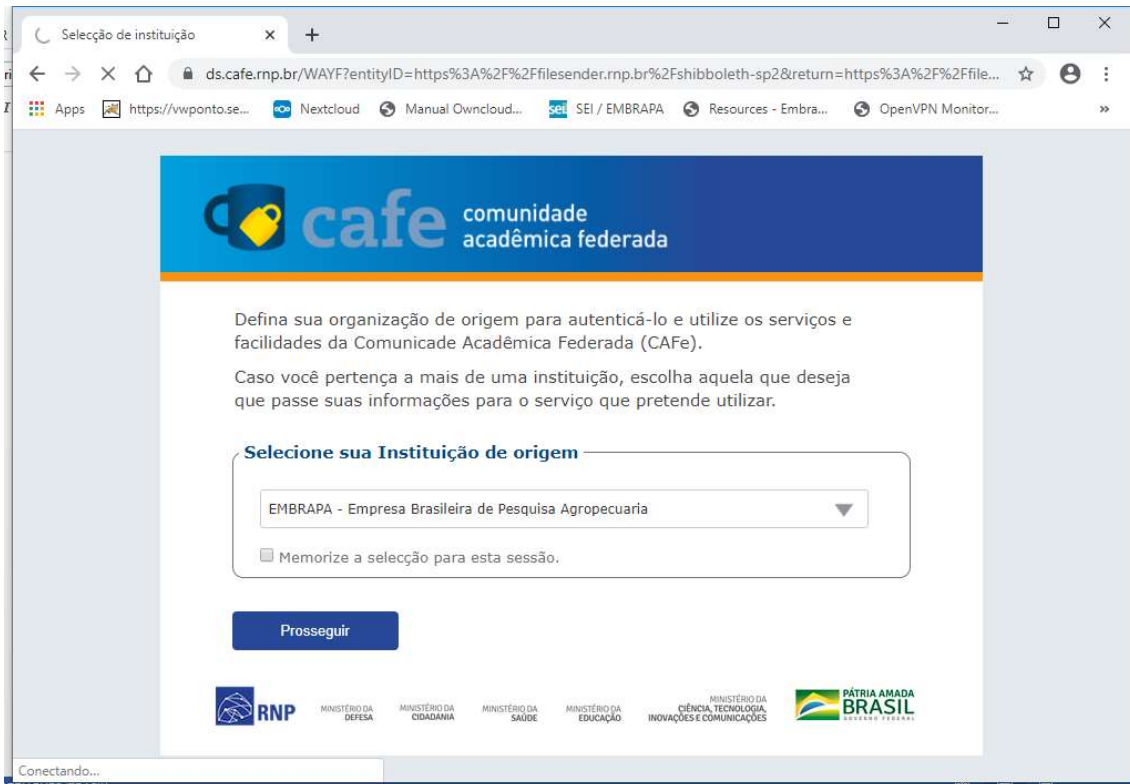 Selecção de instituição
ds.cafe.rnp.br/WAYF?entityID=https%3A%2F%2Ffilesender.rnp.br%2Fshibboleth-sp2&return=https%3A%2F%2Ffile...
Apps https://vwponto.se... Nextcloud Manual Owncloud... sei! SEI / EMBRAPA Resources - Embra... OpenVPN Monitor... »
cafe comunidade
acadêmica federada
Defina sua organização de origem para autenticá-lo e utilize os serviços e
facilidades da Comunicade Acadêmica Federada (CAFe).
Caso você pertença a mais de uma instituição, escolha aquela que deseja
que passe suas informações para o serviço que pretende utilizar.
Selecione sua Instituição de origem
EMBRAPA - Empresa Brasileira de Pesquisa Agropecuaria
Memorize a selecção para esta sessão.
Prosseguir
RNP
MINISTÉRIO DA
DEFESA
MINISTÉRIO DA
CIDADANIA
MINISTÉRIO DA
SAÚDE
MINISTÉRIO DA
EDUCAÇÃO
MINISTÉRIO DA
CIÊNCIA, TECNOLOGIA,
INOVAÇÕES E COMUNICAÇÕES
PÁTRIA AMADA
BRASIL
GOVERNO FEDERAL
Conectando...